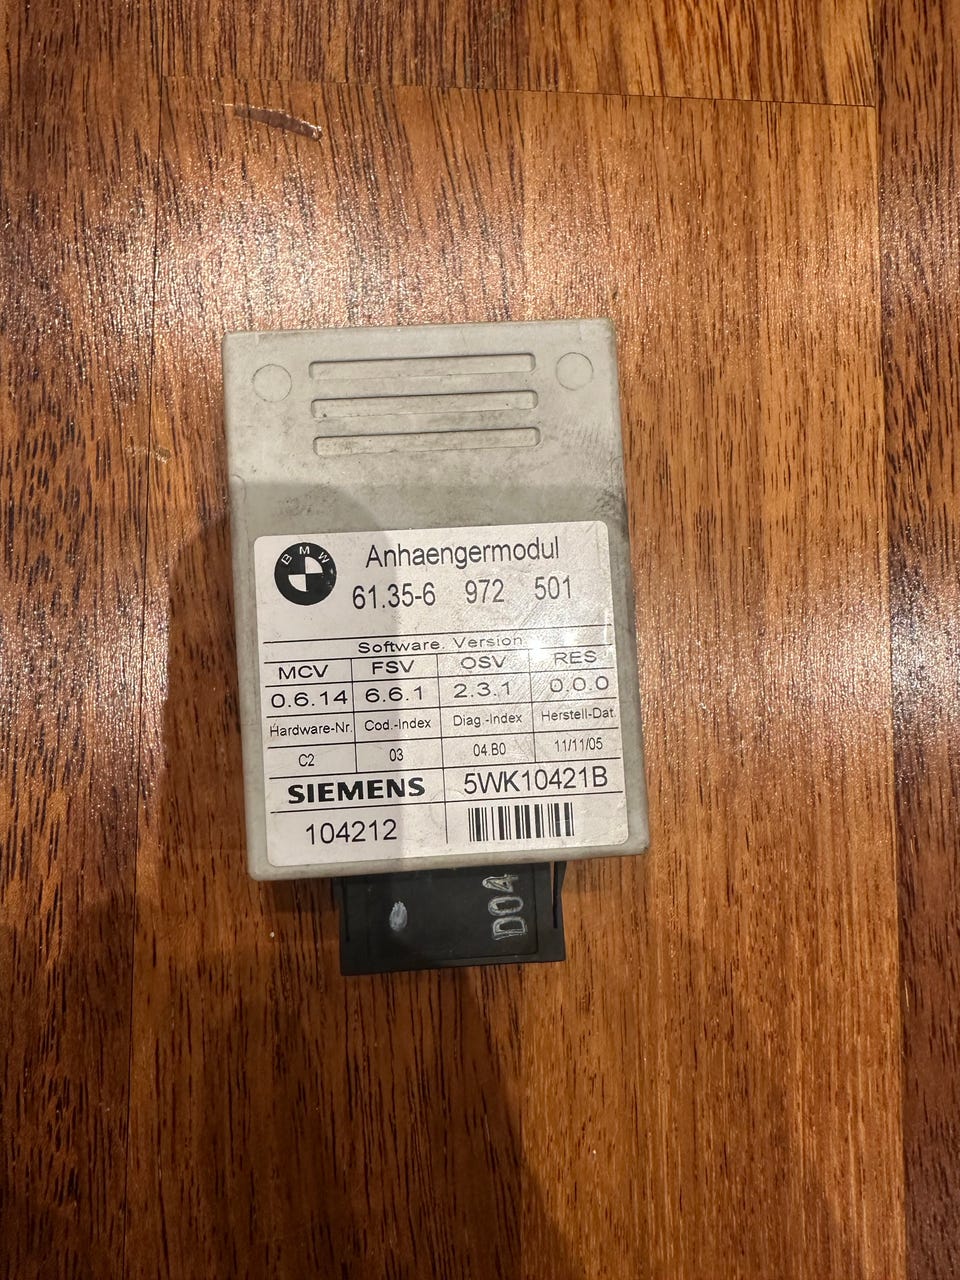 BMW
Anhaengermodul
61.35-6 972 501
Software. Version
MCV FSV OSV RES
0.6.14 6.6.1 2.3.1 0.0.0
Hardware-Nr. Cod.-Index Diag.-Index Herstell-Dat.
C2 03 04.B0 11/11/05
SIEMENS 5WK10421B
104212
D04